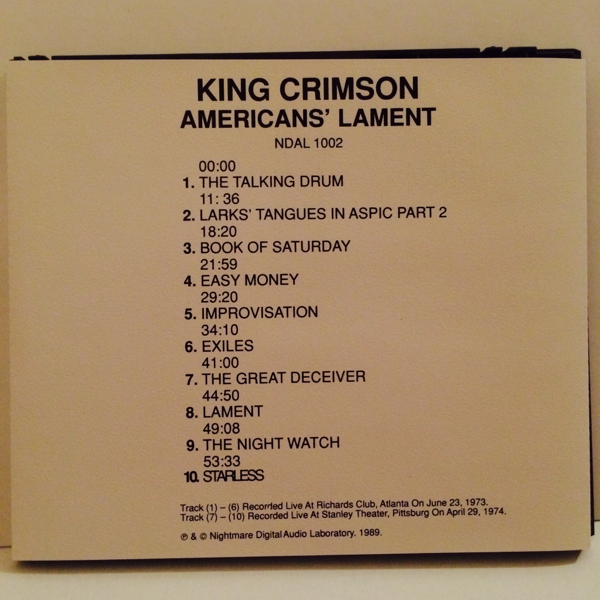 KING CRIMSON
AMERICANS' LAMENT
NDAL 1002
00:00
1. THE TALKING DRUM
11: 36
2. LARKS' TANGUES IN ASPIC PART 2
18:20
3. BOOK OF SATURDAY
21:59
4. EASY MONEY
29:20
5. IMPROVISATION
34:10
6. EXILES
41:00
7. THE GREAT DECEIVER
44:50
8. LAMENT
49:08
9. THE NIGHT WATCH
53:33
10. STARLESS
Track (1) – (6) Recorded Live At Richards Club, Atlanta On June 23, 1973.
Track (7) – (10) Recorded Live At Stanley Theater, Pittsburg On April 29, 1974.
℗ & © Nightmare Digital Audio Laboratory. 1989.